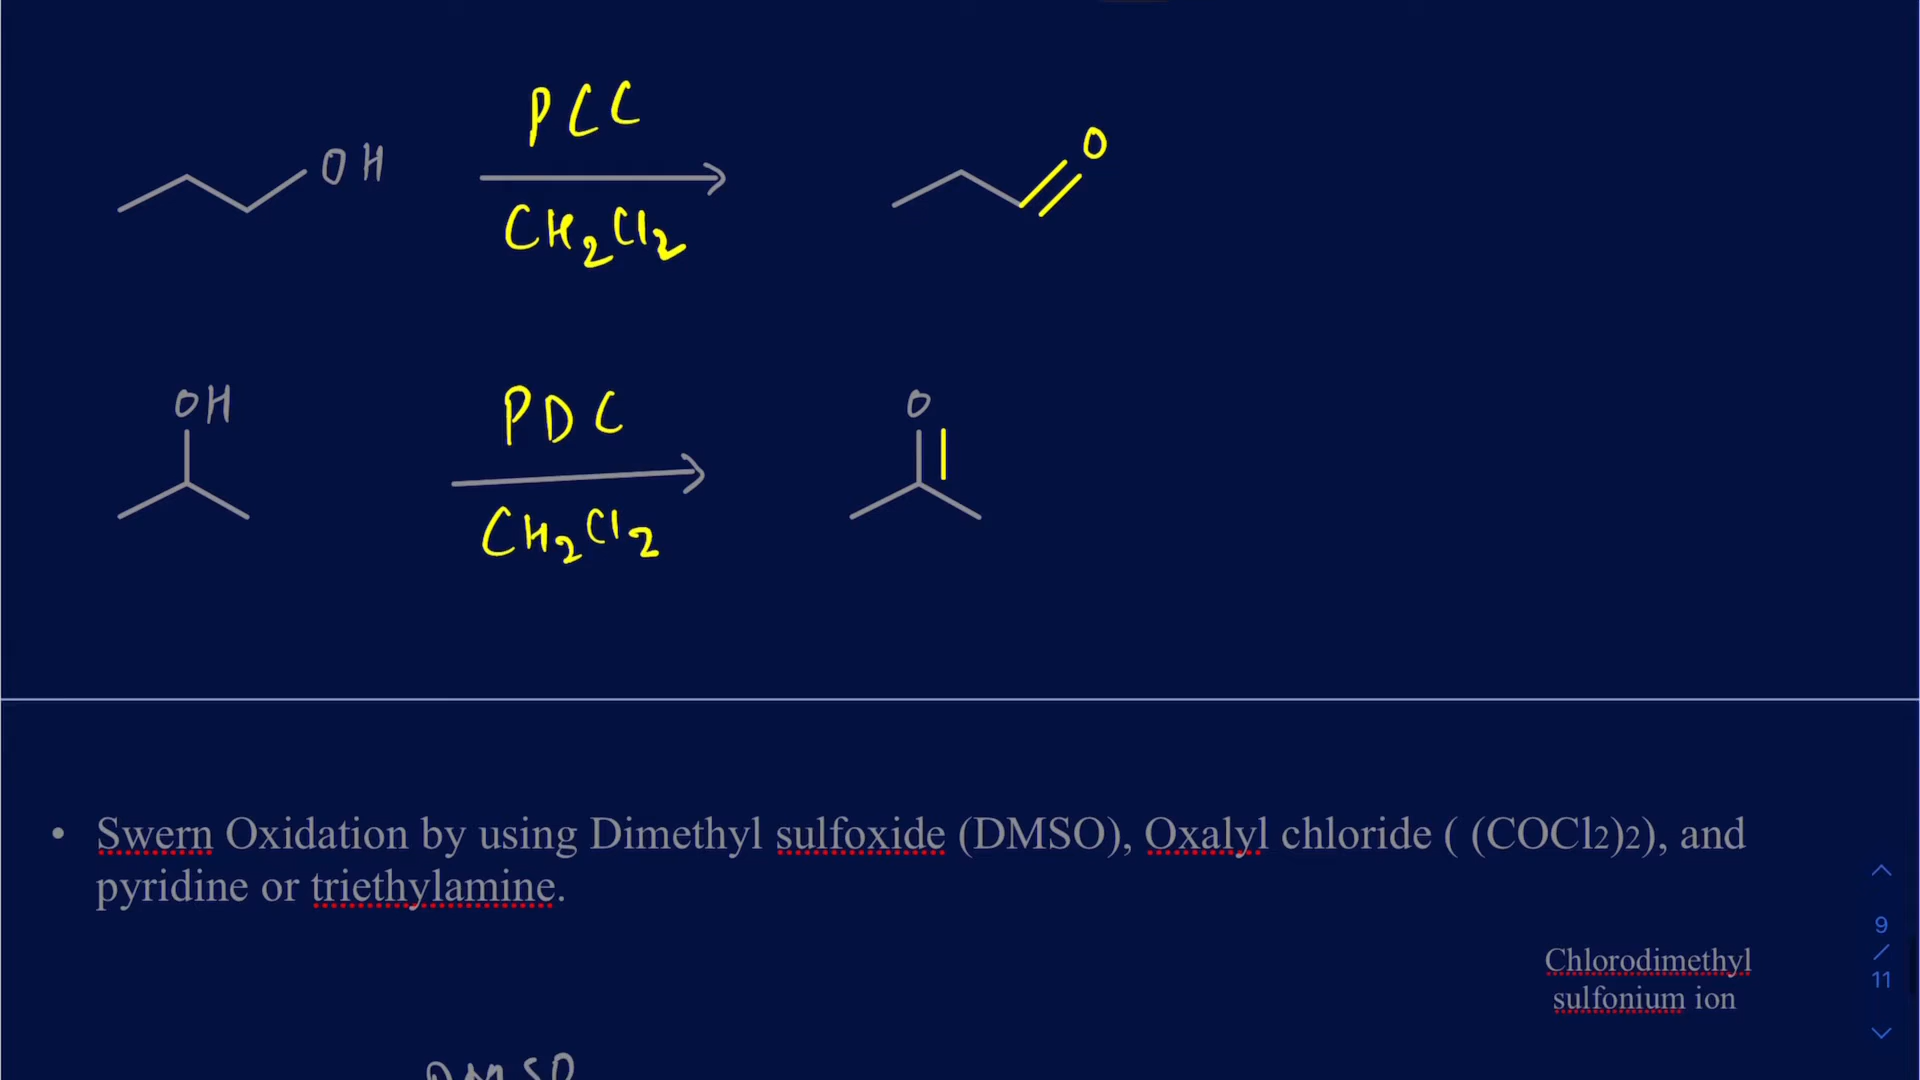 PCC
OH
O
CH2Cl2
OH
PDC
O
CH2Cl2
• Swern Oxidation by using Dimethyl sulfoxide (DMSO), Oxalyl chloride ( (COCl2)2), and
pyridine or triethylamine.
Chlorodimethyl
sulfonium ion
9
/
11
DMSO